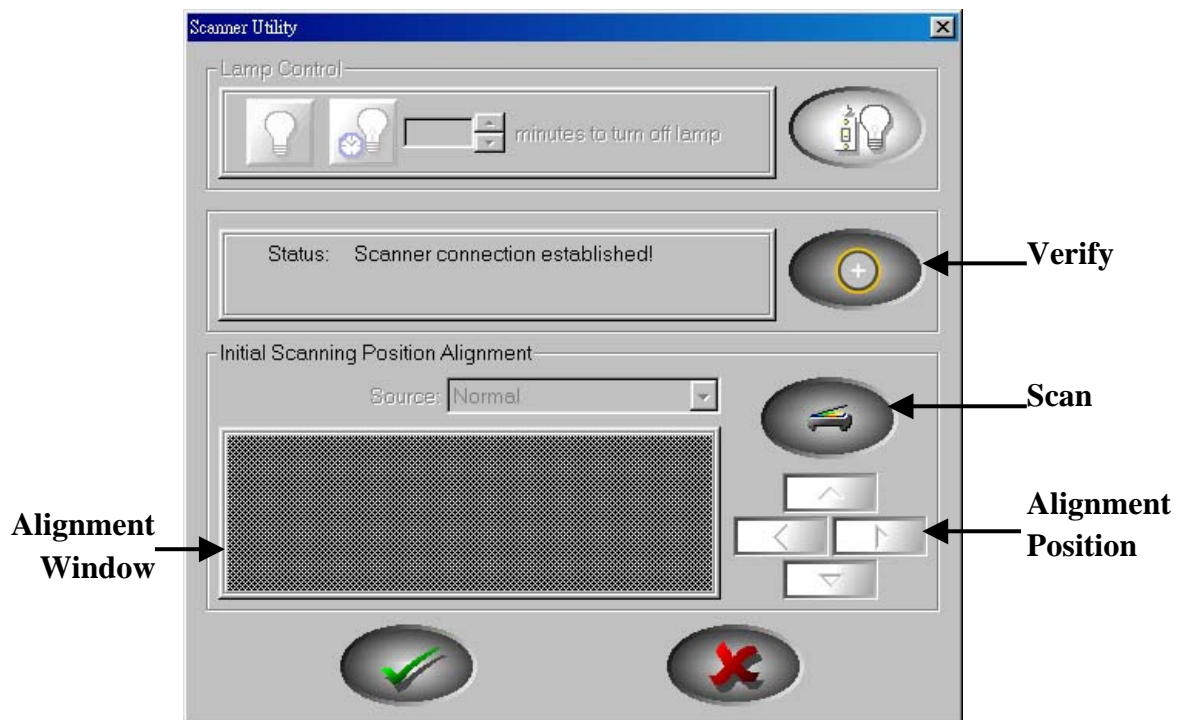 Scanner Utility
Lamp Control
minutes to turn off lamp
Status: Scanner connection established!
Verify
Initial Scanning Position Alignment
Source: Normal
Scan
Alignment
Window
Alignment
Position